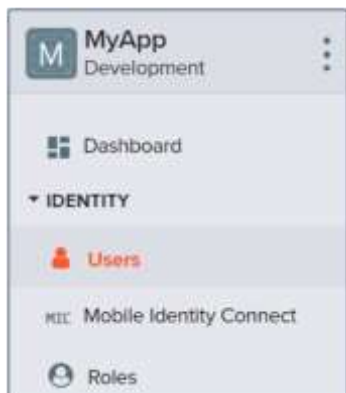 M
MyApp
Development
Dashboard
IDENTITY
Users
MIC Mobile Identity Connect
Roles